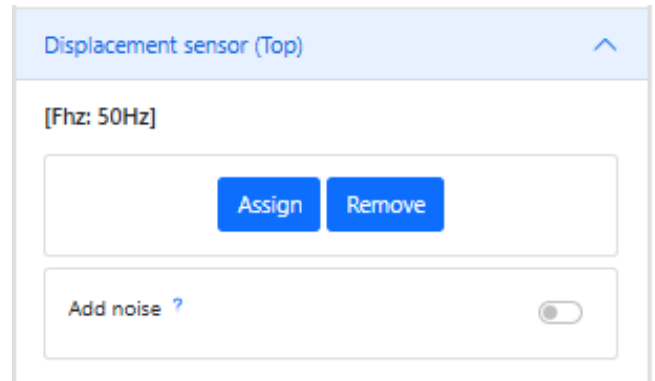 Displacement sensor (Top)
[Fhz: 50Hz]
Assign Remove
Add noise ?